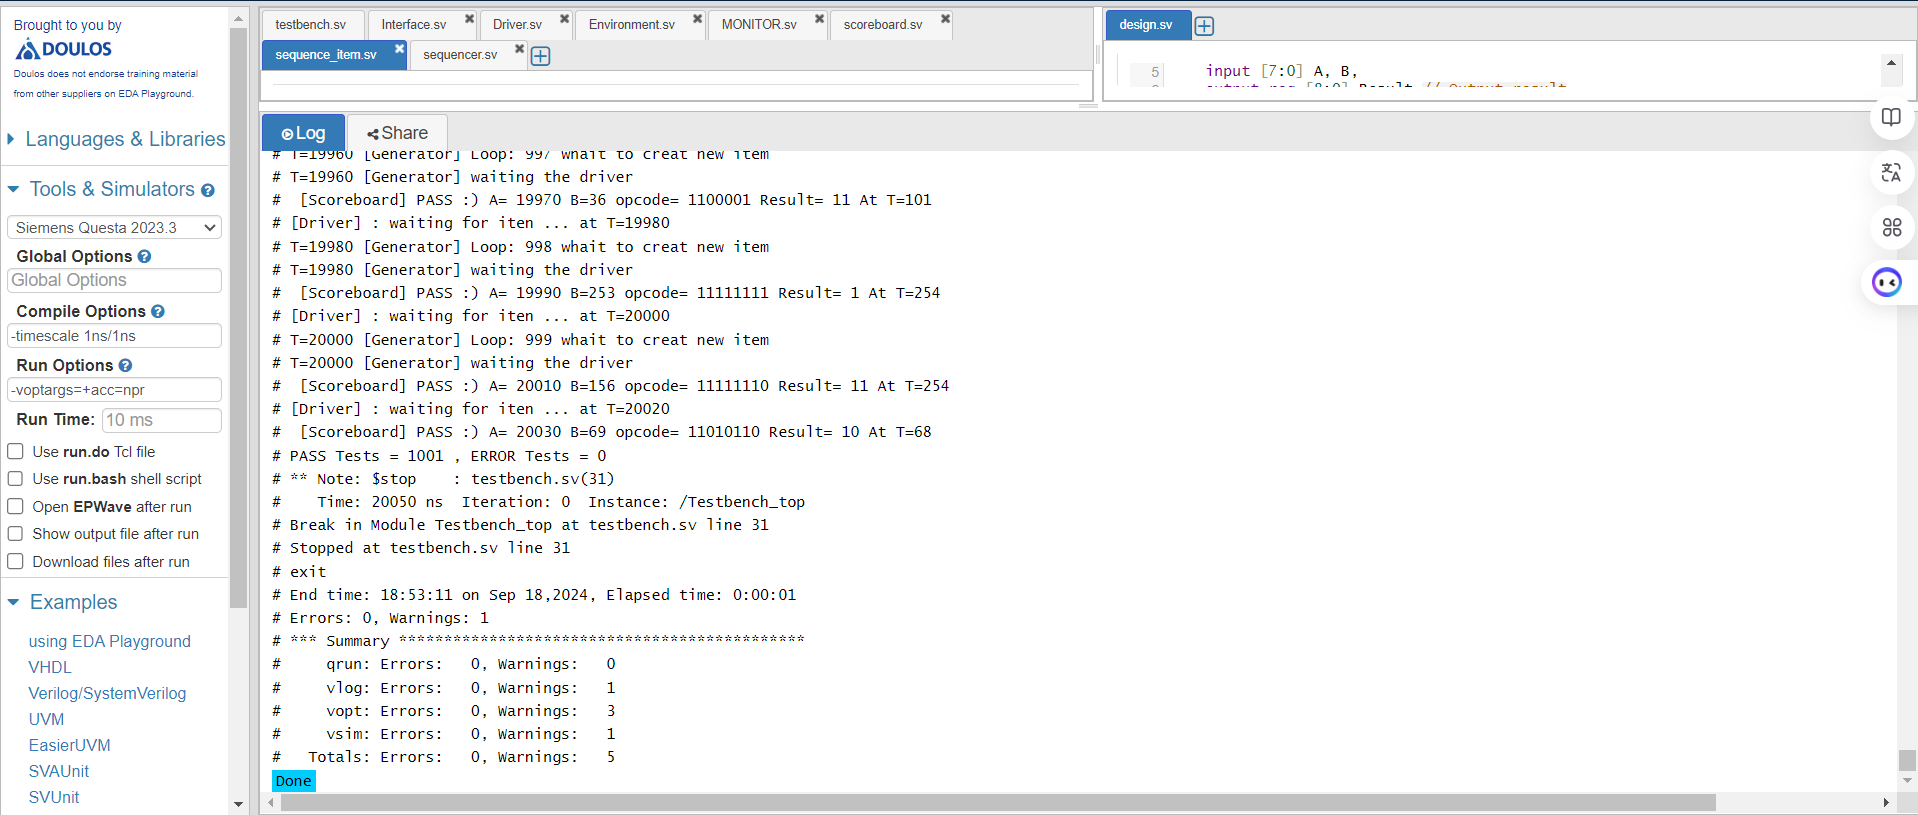 Brought to you by
DOULOS
Doulos does not endorse training material
from other suppliers on EDA Playground.
Languages & Libraries
Tools & Simulators ?
Siemens Questa 2023.3
Global Options ?
Global Options
Compile Options ?
-timescale 1ns/1ns
Run Options ?
-voptargs=+acc=npr
Run Time: 10 ms
Use run.do Tcl file
Use run.bash shell script
Open EPWave after run
Show output file after run
Download files after run
Examples
using EDA Playground
VHDL
Verilog/SystemVerilog
UVM
EasierUVM
SVAUnit
SVUnit
testbench.sv Interface.sv Driver.sv Environment.sv MONITOR.sv scoreboard.sv
sequence_item.sv sequencer.sv
design.sv
5 input [7:0] A, B,
output reg [8:0] Result // Output result
Log Share
# T=19960 [Generator] Loop: 997 whait to creat new item
# T=19960 [Generator] waiting the driver
# [Scoreboard] PASS :) A= 19970 B=36 opcode= 1100001 Result= 11 At T=101
# [Driver] : waiting for iten ... at T=19980
# T=19980 [Generator] Loop: 998 whait to creat new item
# T=19980 [Generator] waiting the driver
# [Scoreboard] PASS :) A= 19990 B=253 opcode= 11111111 Result= 1 At T=254
# [Driver] : waiting for iten ... at T=20000
# T=20000 [Generator] Loop: 999 whait to creat new item
# T=20000 [Generator] waiting the driver
# [Scoreboard] PASS :) A= 20010 B=156 opcode= 11111110 Result= 11 At T=254
# [Driver] : waiting for iten ... at T=20020
# [Scoreboard] PASS :) A= 20030 B=69 opcode= 11010110 Result= 10 At T=68
# PASS Tests = 1001 , ERROR Tests = 0
# ** Note: $stop : testbench.sv(31)
# Time: 20050 ns Iteration: 0 Instance: /Testbench_top
# Break in Module Testbench_top at testbench.sv line 31
# Stopped at testbench.sv line 31
# exit
# End time: 18:53:11 on Sep 18,2024, Elapsed time: 0:00:01
# Errors: 0, Warnings: 1
# *** Summary *********************************************
# qrun: Errors: 0, Warnings: 0
# vlog: Errors: 0, Warnings: 1
# vopt: Errors: 0, Warnings: 3
# vsim: Errors: 0, Warnings: 1
# Totals: Errors: 0, Warnings: 5
Done